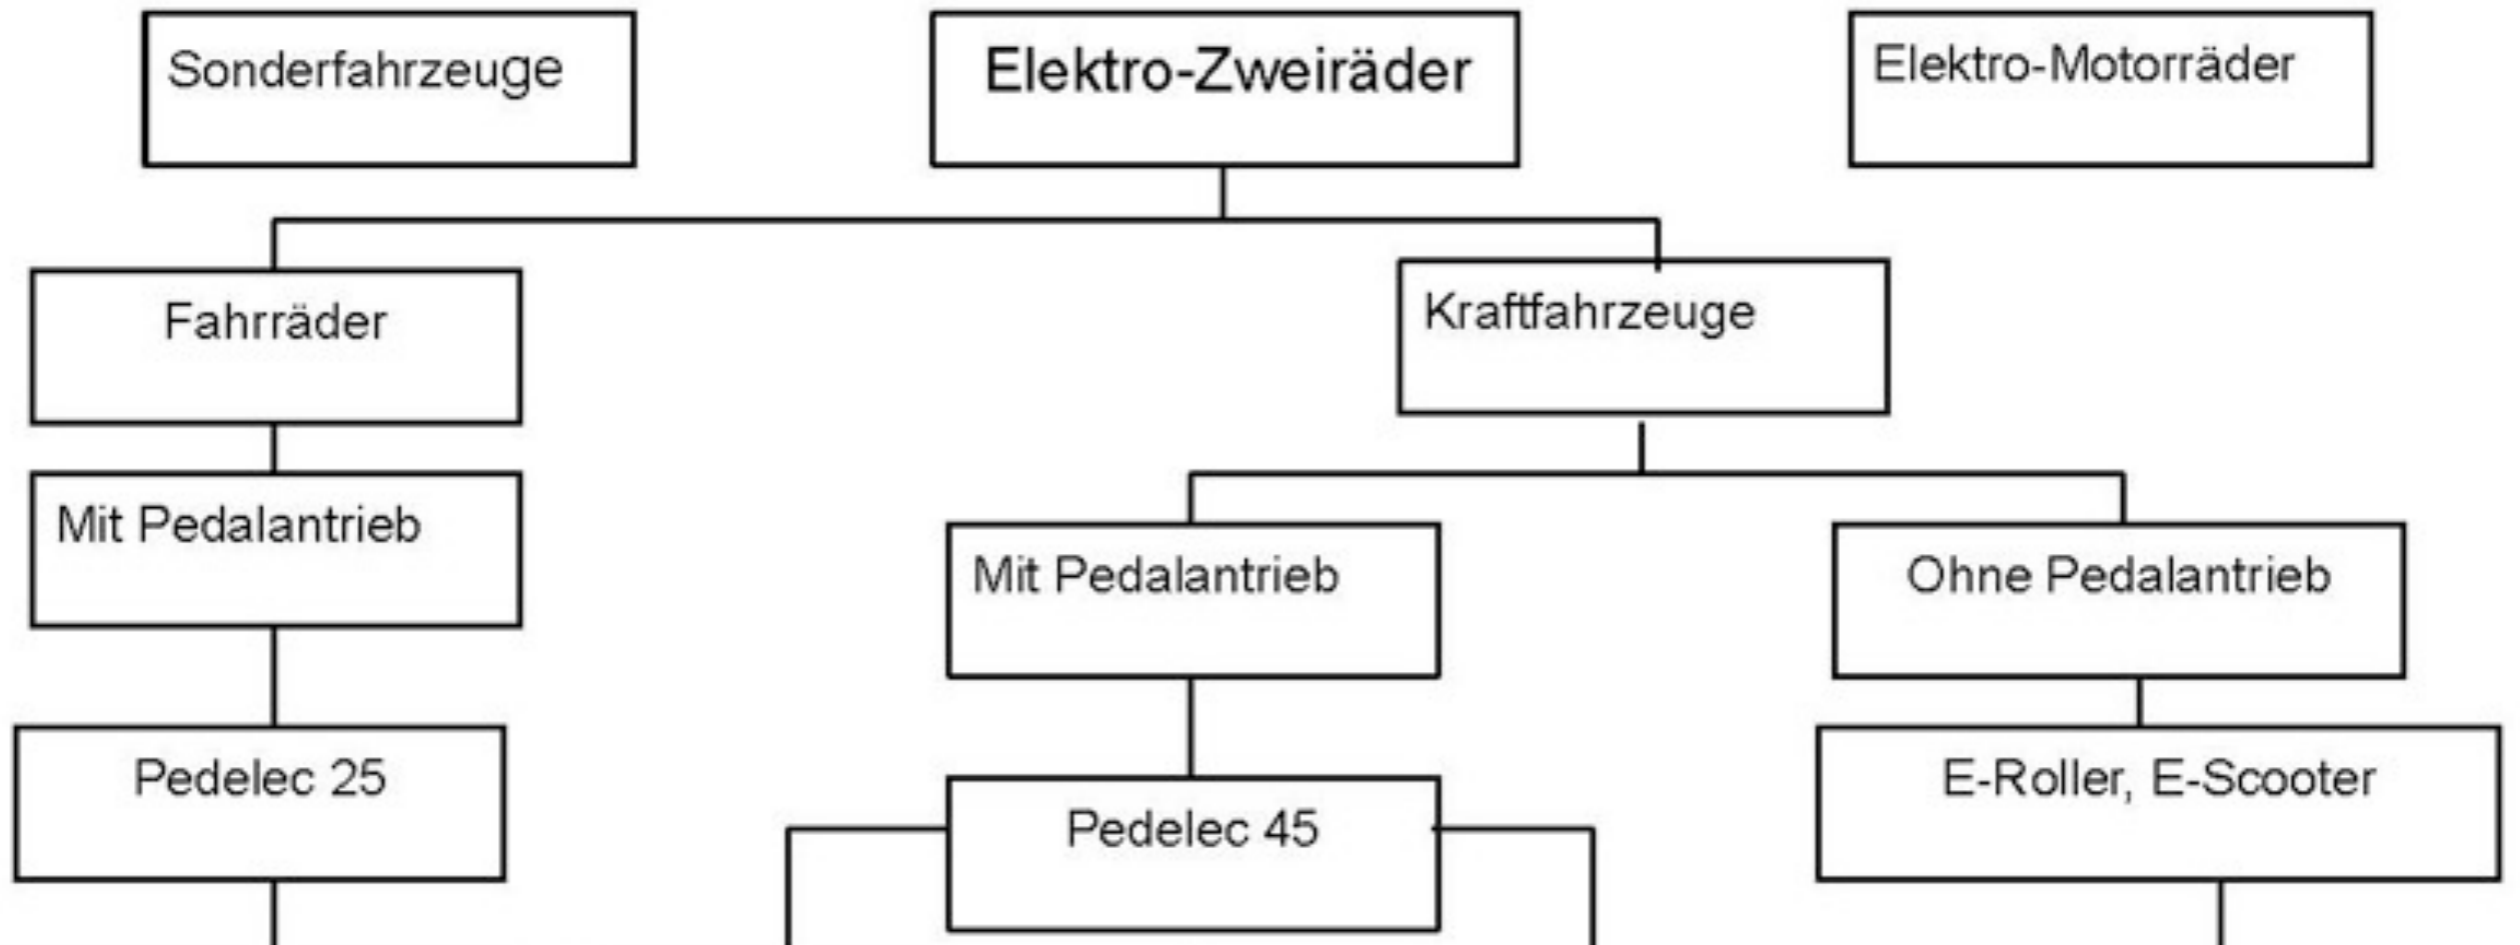 Sonderfahrzeuge
Elektro-Zweiräder
Elektro-Motorräder
Fahrräder
Kraftfahrzeuge
Mit Pedalantrieb
Mit Pedalantrieb
Ohne Pedalantrieb
Pedelec 25
Pedelec 45
E-Roller, E-Scooter